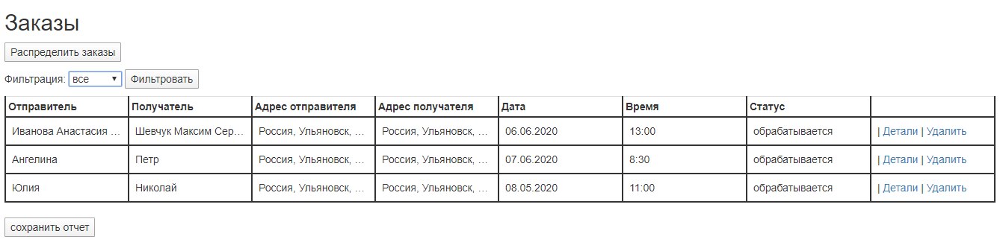 Заказы
Распределить заказы
Фильтрация: все Фильтровать
Отправитель Получатель Адрес отправителя Адрес получателя Дата Время Статус
Иванова Анастасия … Шевчук Максим Сер… Россия, Ульяновск, … Россия, Ульяновск, … 06.06.2020 13:00 обрабатывается | Детали | Удалить
Ангелина Петр Россия, Ульяновск, … Россия, Ульяновск, … 07.06.2020 8:30 обрабатывается | Детали | Удалить
Юлия Николай Россия, Ульяновск, … Россия, Ульяновск, … 08.05.2020 11:00 обрабатывается | Детали | Удалить
сохранить отчет